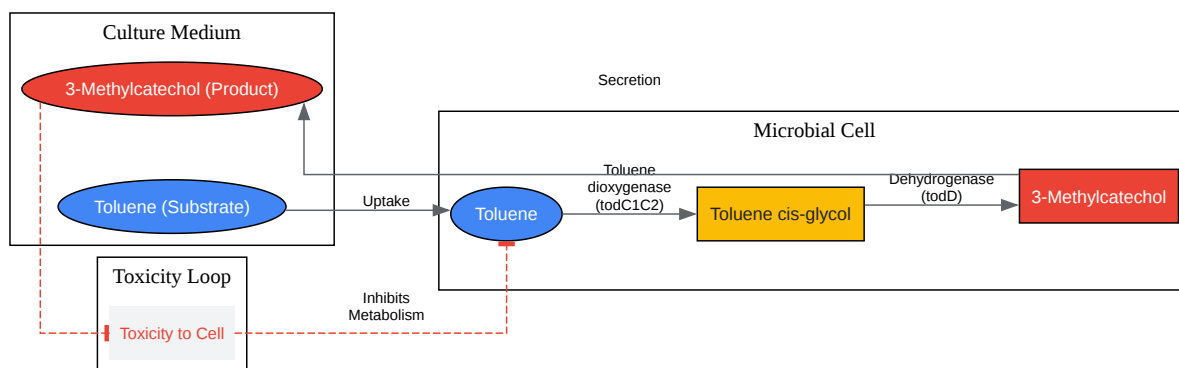 Culture Medium
3-Methylcatechol (Product)
Secretion
Microbial Cell
Toluene
dioxygenase
(todC1C2)
Dehydrogenase
(todD)
3-Methylcatechol
Toluene (Substrate)
Uptake
Toluene
Toluene cis-glycol
Toxicity Loop
Toxicity to Cell
Inhibits
Metabolism